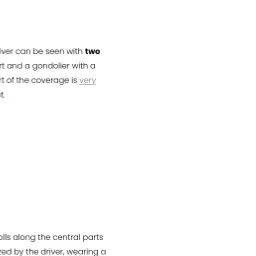 iver can be seen with two
rt and a gondolier with a
rt of the coverage is very
t.
olls along the central parts
zed by the driver, wearing a